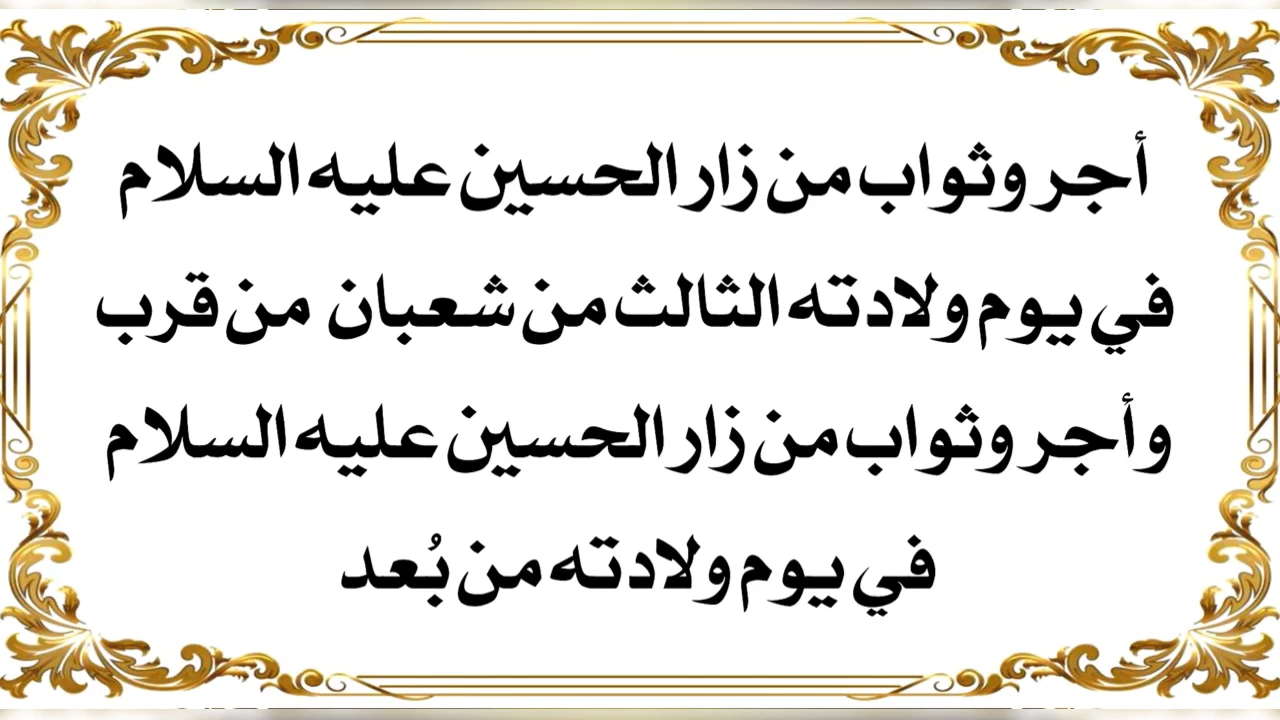 أجر وثواب من زار الحسين عليه السلام
في يوم ولادته الثالث من شعبان من قرب
وأجر وثواب من زار الحسين عليه السلام
في يوم ولادته من بُعد